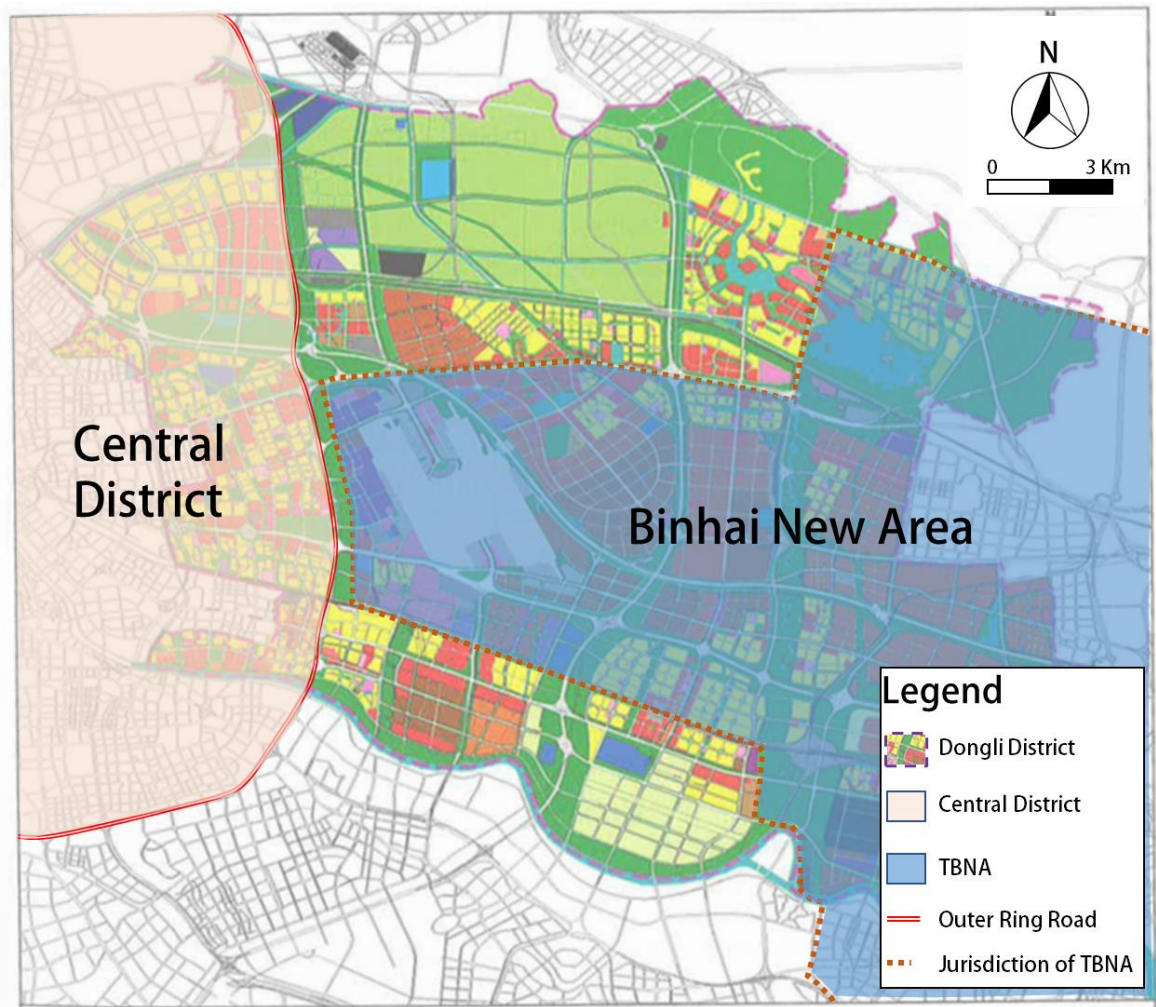 N
0 3 Km
Central
District
Binhai New Area
Legend
Dongli District
Central District
TBNA
Outer Ring Road
Jurisdiction of TBNA